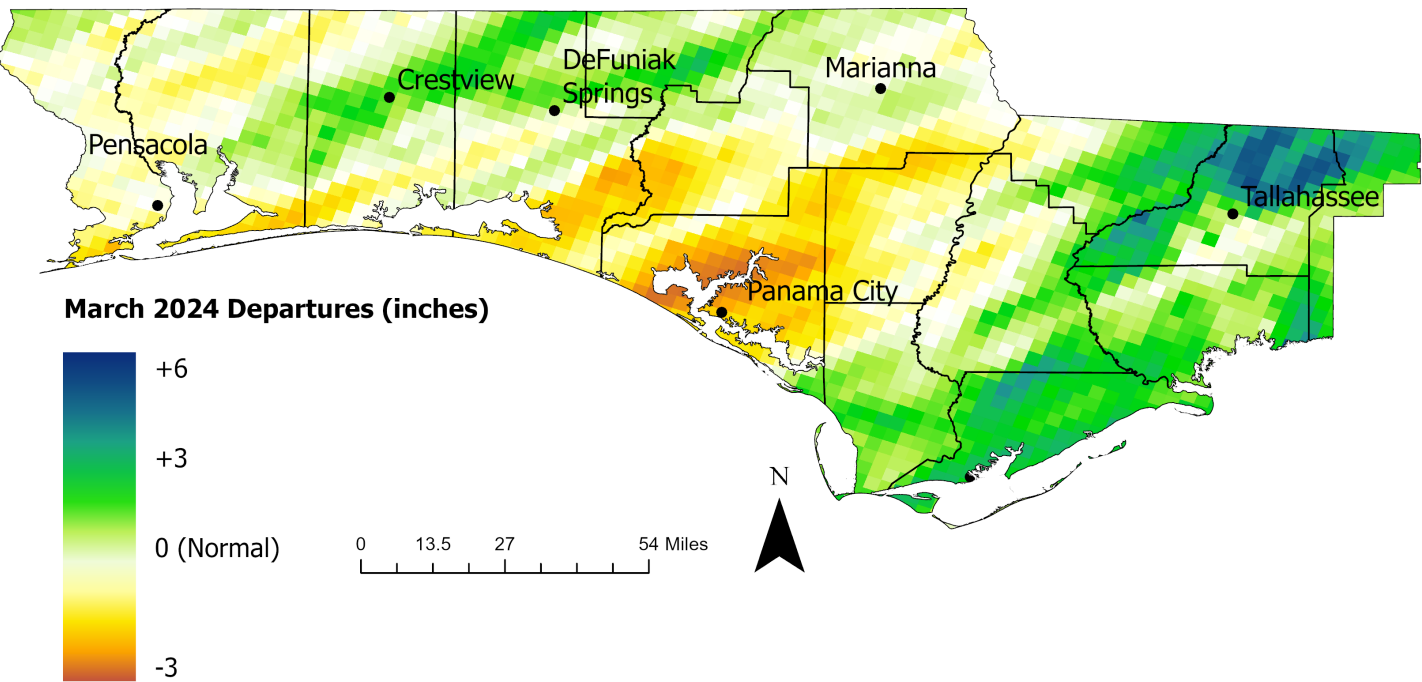 DeFuniak
Springs
Crestview
Marianna
Pensacola
Tallahassee
Panama City
March 2024 Departures (inches)
+6
+3
0 (Normal)
-3
N
0 13.5 27 54 Miles